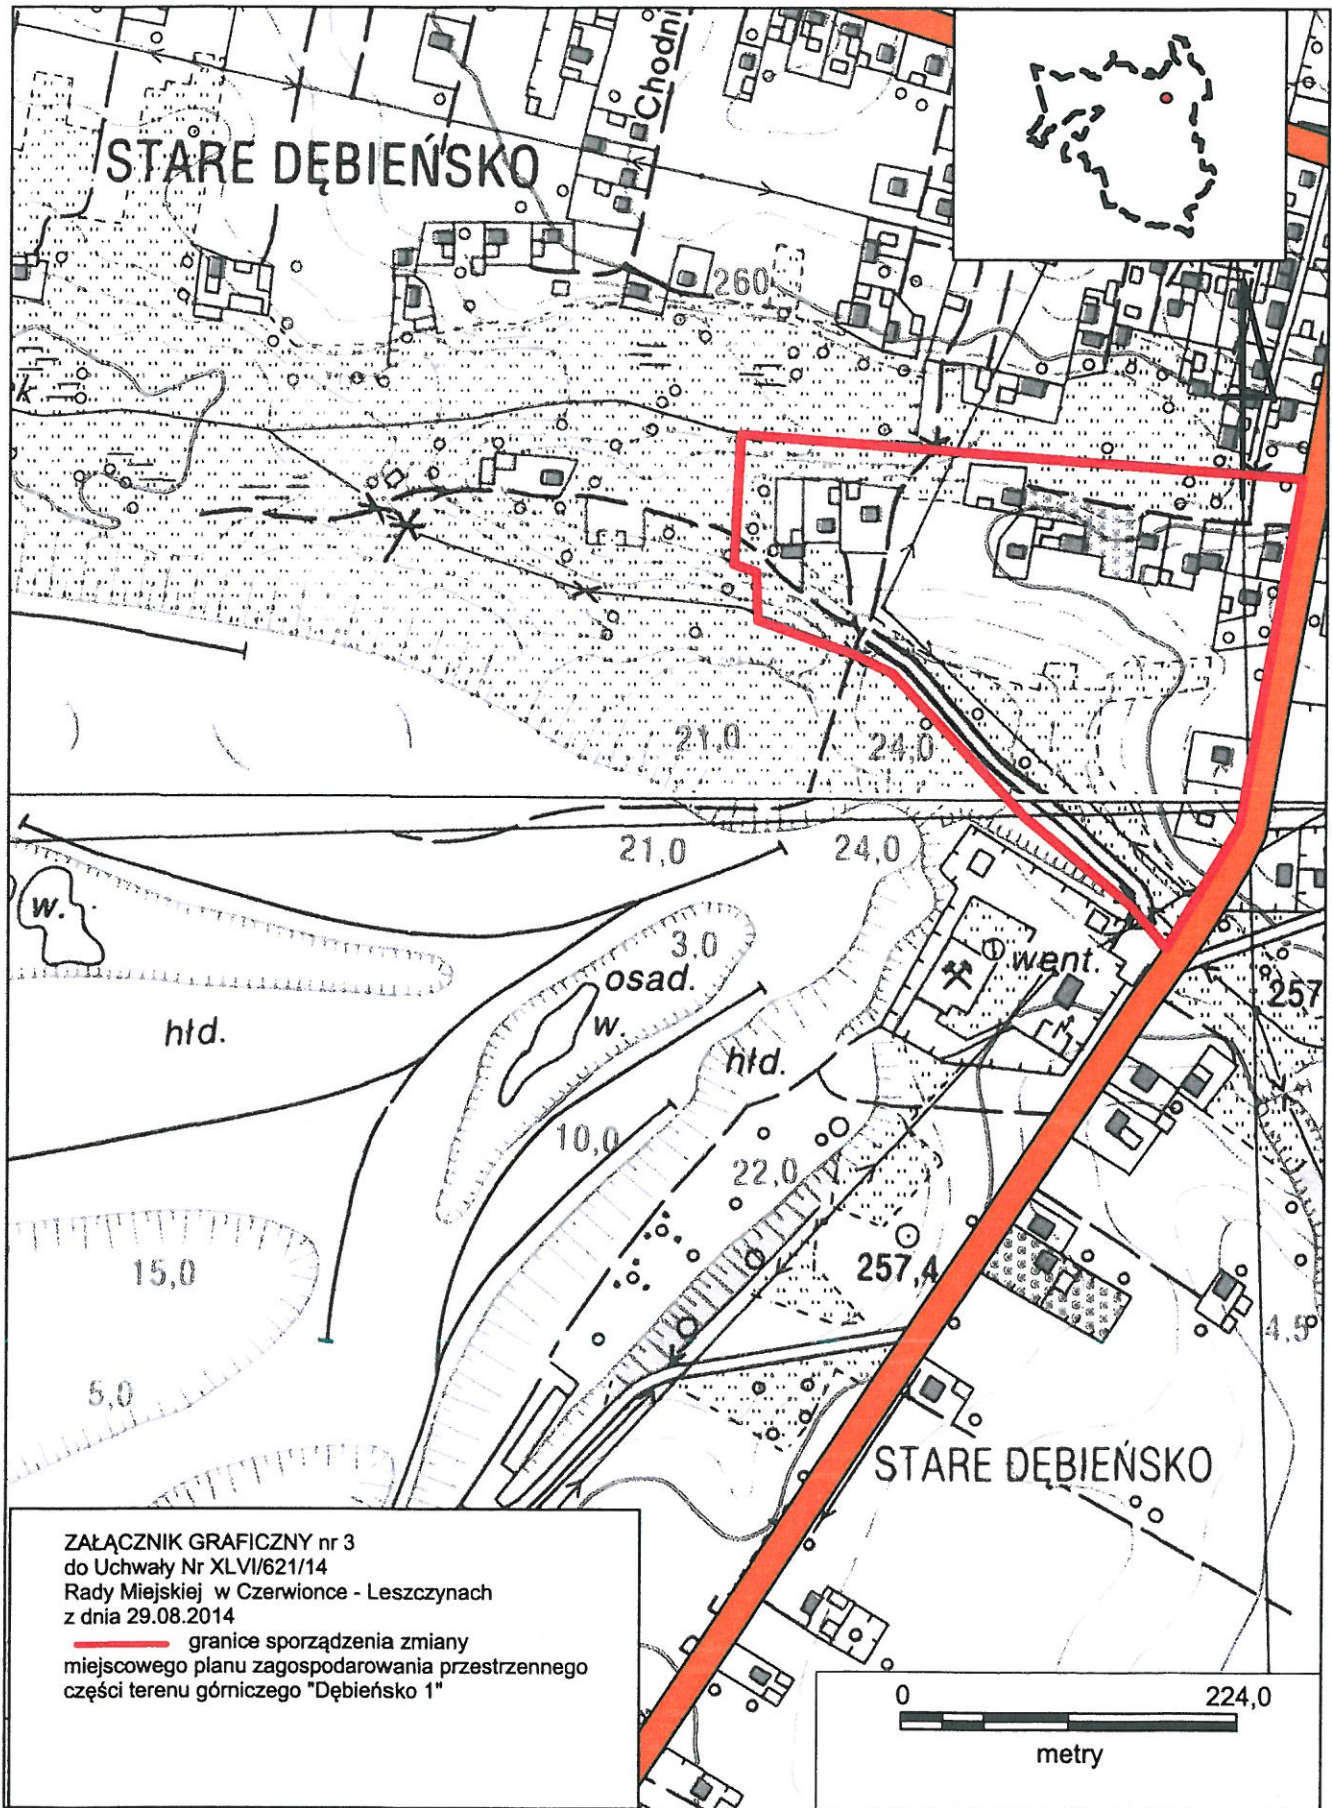 Chodni
STARE DĘBIEŃSKO
260
k
21,0
24,0
21,0
24,0
w.
3,0
osad.
w.
went.
257
hłd.
hłd.
10,0
22,0
15,0
257,4
4.5
5,0
STARE DĘBIEŃSKO
ZAŁĄCZNIK GRAFICZNY nr 3
do Uchwały Nr XLVI/621/14
Rady Miejskiej w Czerwionce - Leszczynach
z dnia 29.08.2014
granice sporządzenia zmiany
miejscowego planu zagospodarowania przestrzennego
części terenu górniczego "Dębieńsko 1"
0 224,0
metry